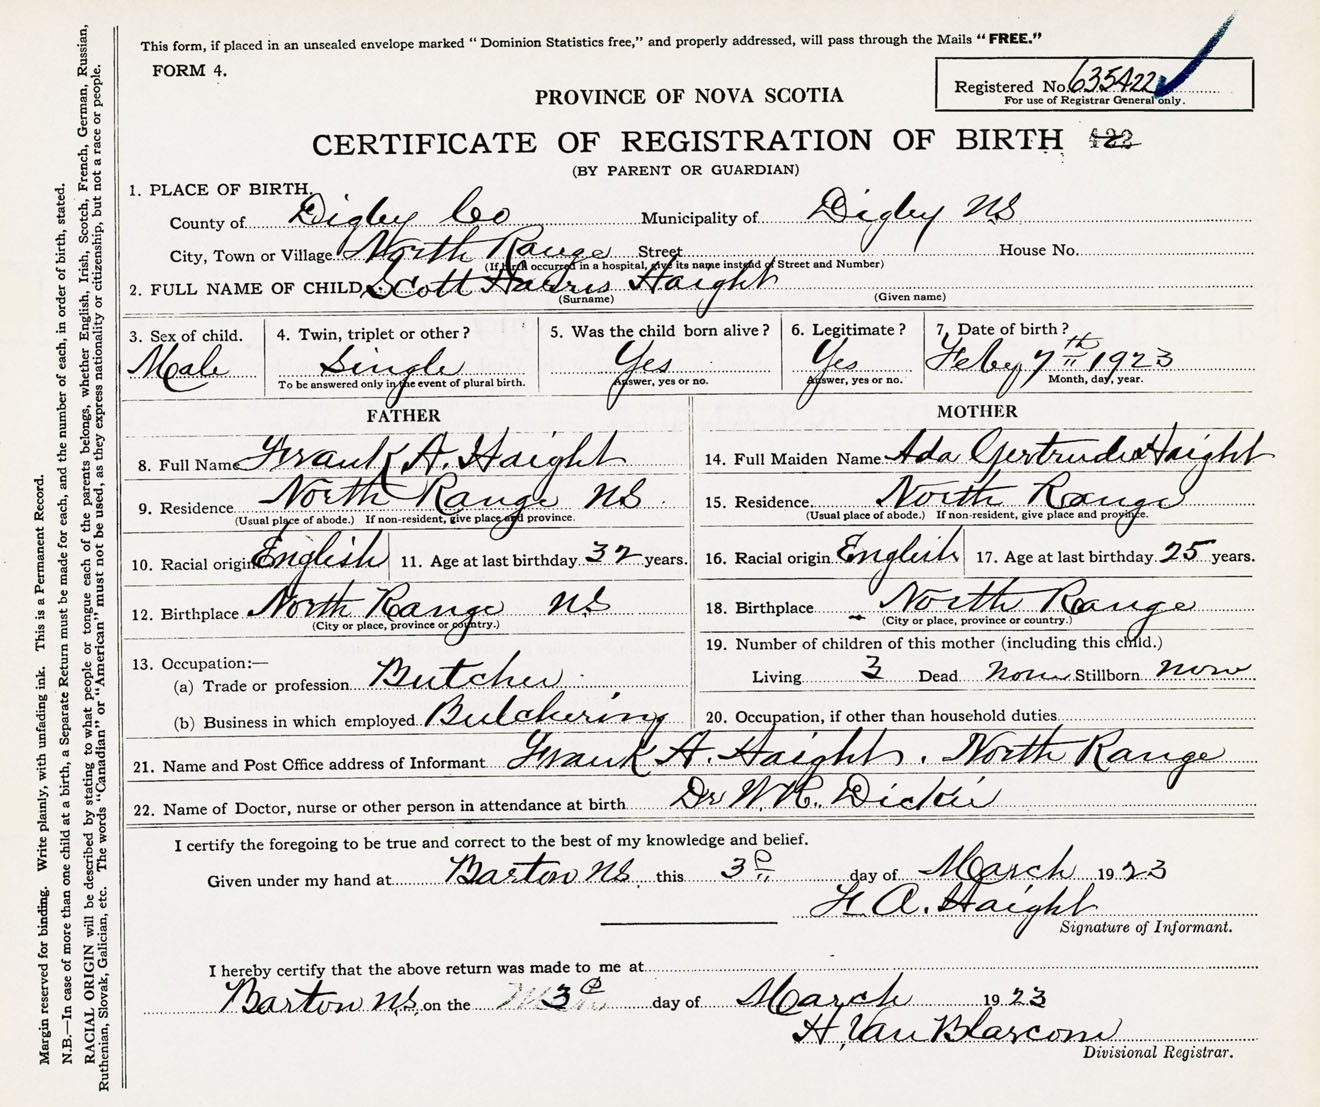 This form, if placed in an unsealed envelope marked "Dominion Statistics free," and properly addressed, will pass through the Mails "FREE."
FORM 4.
Registered No. 635422
For use of Registrar General only.
PROVINCE OF NOVA SCOTIA
CERTIFICATE OF REGISTRATION OF BIRTH 422
(BY PARENT OR GUARDIAN)
1. PLACE OF BIRTH.
County of Digby Co Municipality of Digby NS
City, Town or Village North Range Street House No.
(If birth occurred in a hospital, give its name instead of Street and Number)
2. FULL NAME OF CHILD Scott Harris Haight
(Surname) (Given name)
3. Sex of child. 4. Twin, triplet or other? 5. Was the child born alive? 6. Legitimate? 7. Date of birth?
Male Single Yes Yes Feby 7th 1923
To be answered only in the event of plural birth. Answer, yes or no. Answer, yes or no. Month, day, year.
FATHER MOTHER
8. Full Name Frank A. Haight 14. Full Maiden Name Ada Gertrude Haight
9. Residence North Range NS 15. Residence North Range
(Usual place of abode.) If non-resident, give place and province. (Usual place of abode.) If non-resident, give place and province.
10. Racial origin English 11. Age at last birthday 32 years. 16. Racial origin English 17. Age at last birthday 25 years.
12. Birthplace North Range NS 18. Birthplace North Range
(City or place, province or country.) (City or place, province or country.)
13. Occupation:— 19. Number of children of this mother (including this child.)
(a) Trade or profession Butcher Living 3 Dead none Stillborn none
(b) Business in which employed Butchering 20. Occupation, if other than household duties
21. Name and Post Office address of Informant Frank A. Haight. North Range
22. Name of Doctor, nurse or other person in attendance at birth Dr W.R. Dickie
I certify the foregoing to be true and correct to the best of my knowledge and belief.
Given under my hand at Barton NS. this 3 day of March 1923
F. A. Haight
Signature of Informant.
I hereby certify that the above return was made to me at
Barton NS. on the 3 day of March 1923
H. Van Blarcom
Divisional Registrar.
Margin reserved for binding. Write plainly, with unfading ink. This is a Permanent Record.
N.B.—In case of more than one child at a birth, a Separate Return must be made for each, and the number of each, in order of birth, stated.
RACIAL ORIGIN will be described by stating to what people or tongue each of the parents belongs, whether English, Irish, Scotch, French, German, Russian,
Ruthenian, Slovak, Galician, etc. The words "Canadian" or "American" must not be used, as they express nationality or citizenship, but not a race or people.